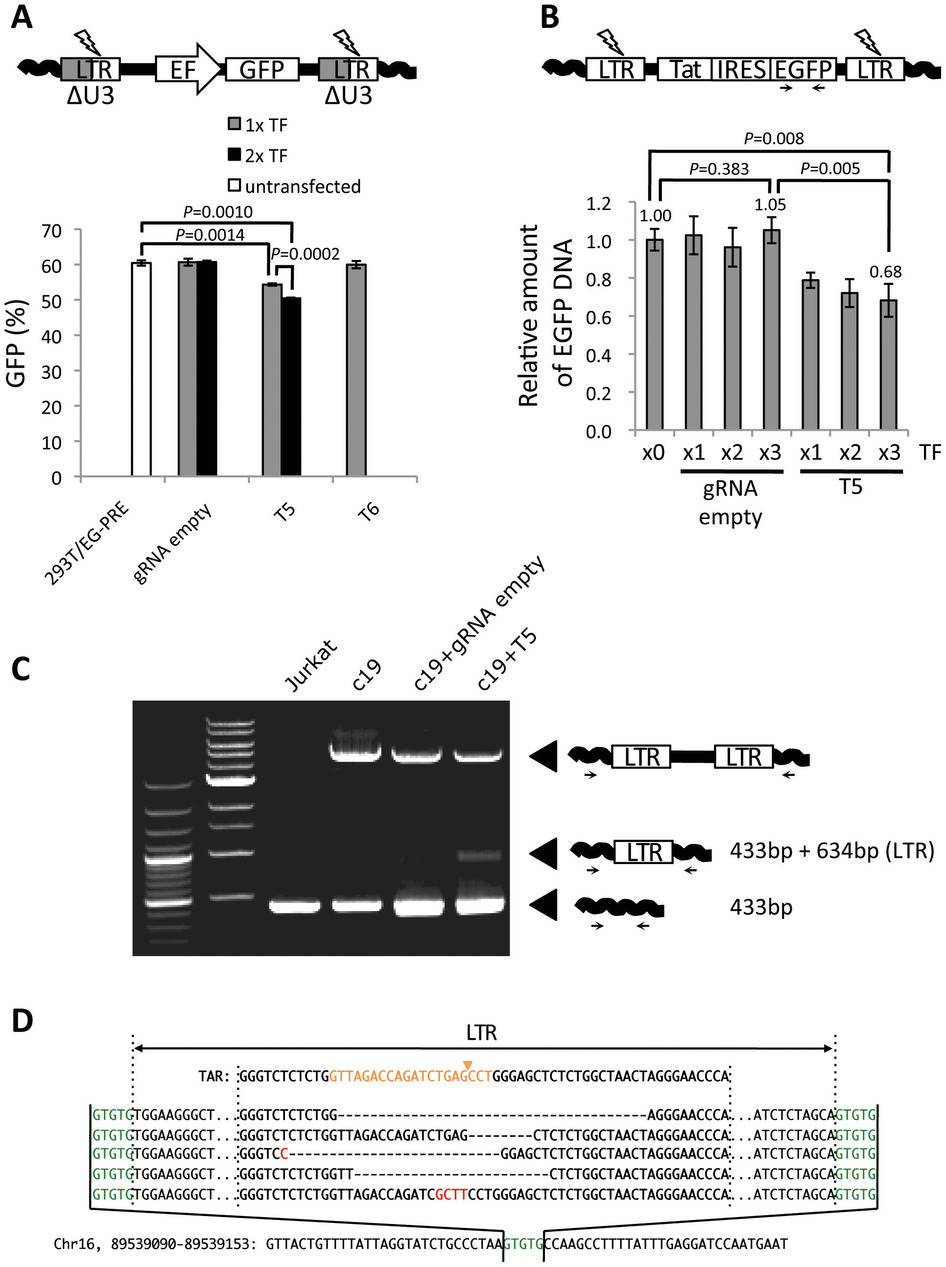 A
LTR EF GFP LTR
ΔU3 ΔU3
1x TF
2x TF
untransfected
P=0.0010
P=0.0014
P=0.0002
GFP (%)
70
60
50
40
30
20
10
0
293T/EG-PRE
gRNA empty
T5
T6
B
LTR Tat IRES EGFP LTR
P=0.008
P=0.383 P=0.005
1.00 1.05 0.68
Relative amount
of EGFP DNA
1.2
1.0
0.8
0.6
0.4
0.2
0.0
x0 x1 x2 x3 x1 x2 x3 TF
gRNA
empty
T5
C
Jurkat
c19
c19+gRNA empty
c19+T5
LTR LTR
LTR 433bp + 634bp (LTR)
433bp
D
LTR
TAR: GGGTCTCTCTGGTTAGACCAGATCTGAGCCTGGGAGCTCTCTGGCTAACTAGGGAACCCA
GTGTGTGGAAGGGCT...GGGTCTCTCTGG------------------------------------AGGGAACCCA...ATCTCTAGCAGTGTG
GTGTGTGGAAGGGCT...GGGTCTCTCTGGTTAGACCAGATCTGAG--------CTCTCTGGCTAACTAGGGAACCCA...ATCTCTAGCAGTGTG
GTGTGTGGAAGGGCT...GGGTCC-------------------------GGAGCTCTCTGGCTAACTAGGGAACCCA...ATCTCTAGCAGTGTG
GTGTGTGGAAGGGCT...GGGTCTCTCTGGTT-----------------------CTCTGGCTAACTAGGGAACCCA...ATCTCTAGCAGTGTG
GTGTGTGGAAGGGCT...GGGTCTCTCTGGTTAGACCAGATCGCTTCCTGGGAGCTCTCTGGCTAACTAGGGAACCCA...ATCTCTAGCAGTGTG
Chr16, 89539090-89539153: GTTACTGTTTTATTAGGTATCTGCCCTAAGTGTGCCAAGCCTTTTATTTGAGGATCCAATGAAT